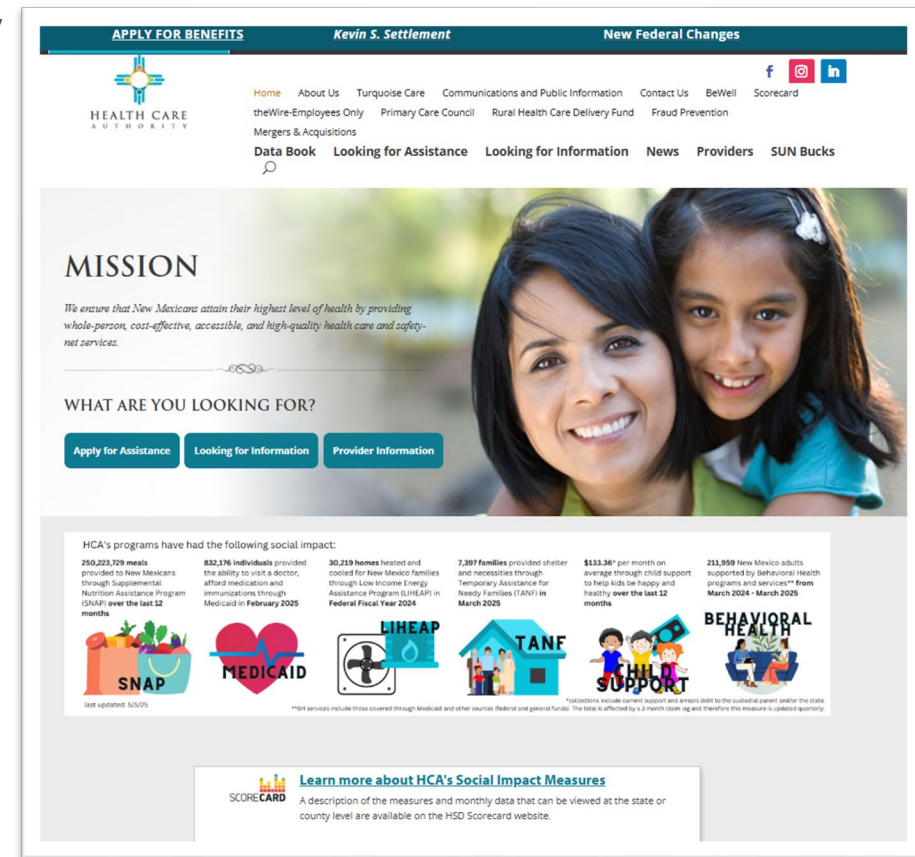 APPLY FOR BENEFITS Kevin S. Settlement New Federal Changes
HEALTH CARE
AUTHORITY
Home About Us Turquoise Care Communications and Public Information Contact Us BeWell Scorecard
theWire-Employees Only Primary Care Council Rural Health Care Delivery Fund Fraud Prevention
Mergers & Acquisitions
Data Book Looking for Assistance Looking for Information News Providers SUN Bucks
MISSION
We ensure that New Mexicans attain their highest level of health by providing
whole-person, cost-effective, accessible, and high-quality health care and safety-
net services.
WHAT ARE YOU LOOKING FOR?
Apply for Assistance Looking for Information Provider Information
HCA's programs have had the following social impact:
250,223,729 meals
provided to New Mexicans
through Supplemental
Nutrition Assistance Program
(SNAP) over the last 12
months
832,176 individuals provided
the ability to visit a doctor,
afford medication and
immunizations through
Medicaid in February 2025
30,219 homes heated and
cooled for New Mexico families
through Low Income Energy
Assistance Program (LIHEAP) in
Federal Fiscal Year 2024
7,397 families provided shelter
and necessities through
Temporary Assistance for
Needy Families (TANF) in
March 2025
$133.36* per month on
average through child support
to help kids be happy and
healthy over the last 12
months
211,959 New Mexico adults
supported by Behavioral Health
programs and services** from
March 2024 - March 2025
SNAP
MEDICAID
LIHEAP
TANF
CHILD
SUPPORT
BEHAVIORAL
HEALTH
last updated: 5/5/25
*collections include current support and arrears debt to the custodial parent and/or the state.
**BH services include those covered through Medicaid and other sources (federal and general funds). The total is affected by a 3 month claim lag and therefore this measure is updated quarterly.
SCORECARD
Learn more about HCA's Social Impact Measures
A description of the measures and monthly data that can be viewed at the state or
county level are available on the HSD Scorecard website.